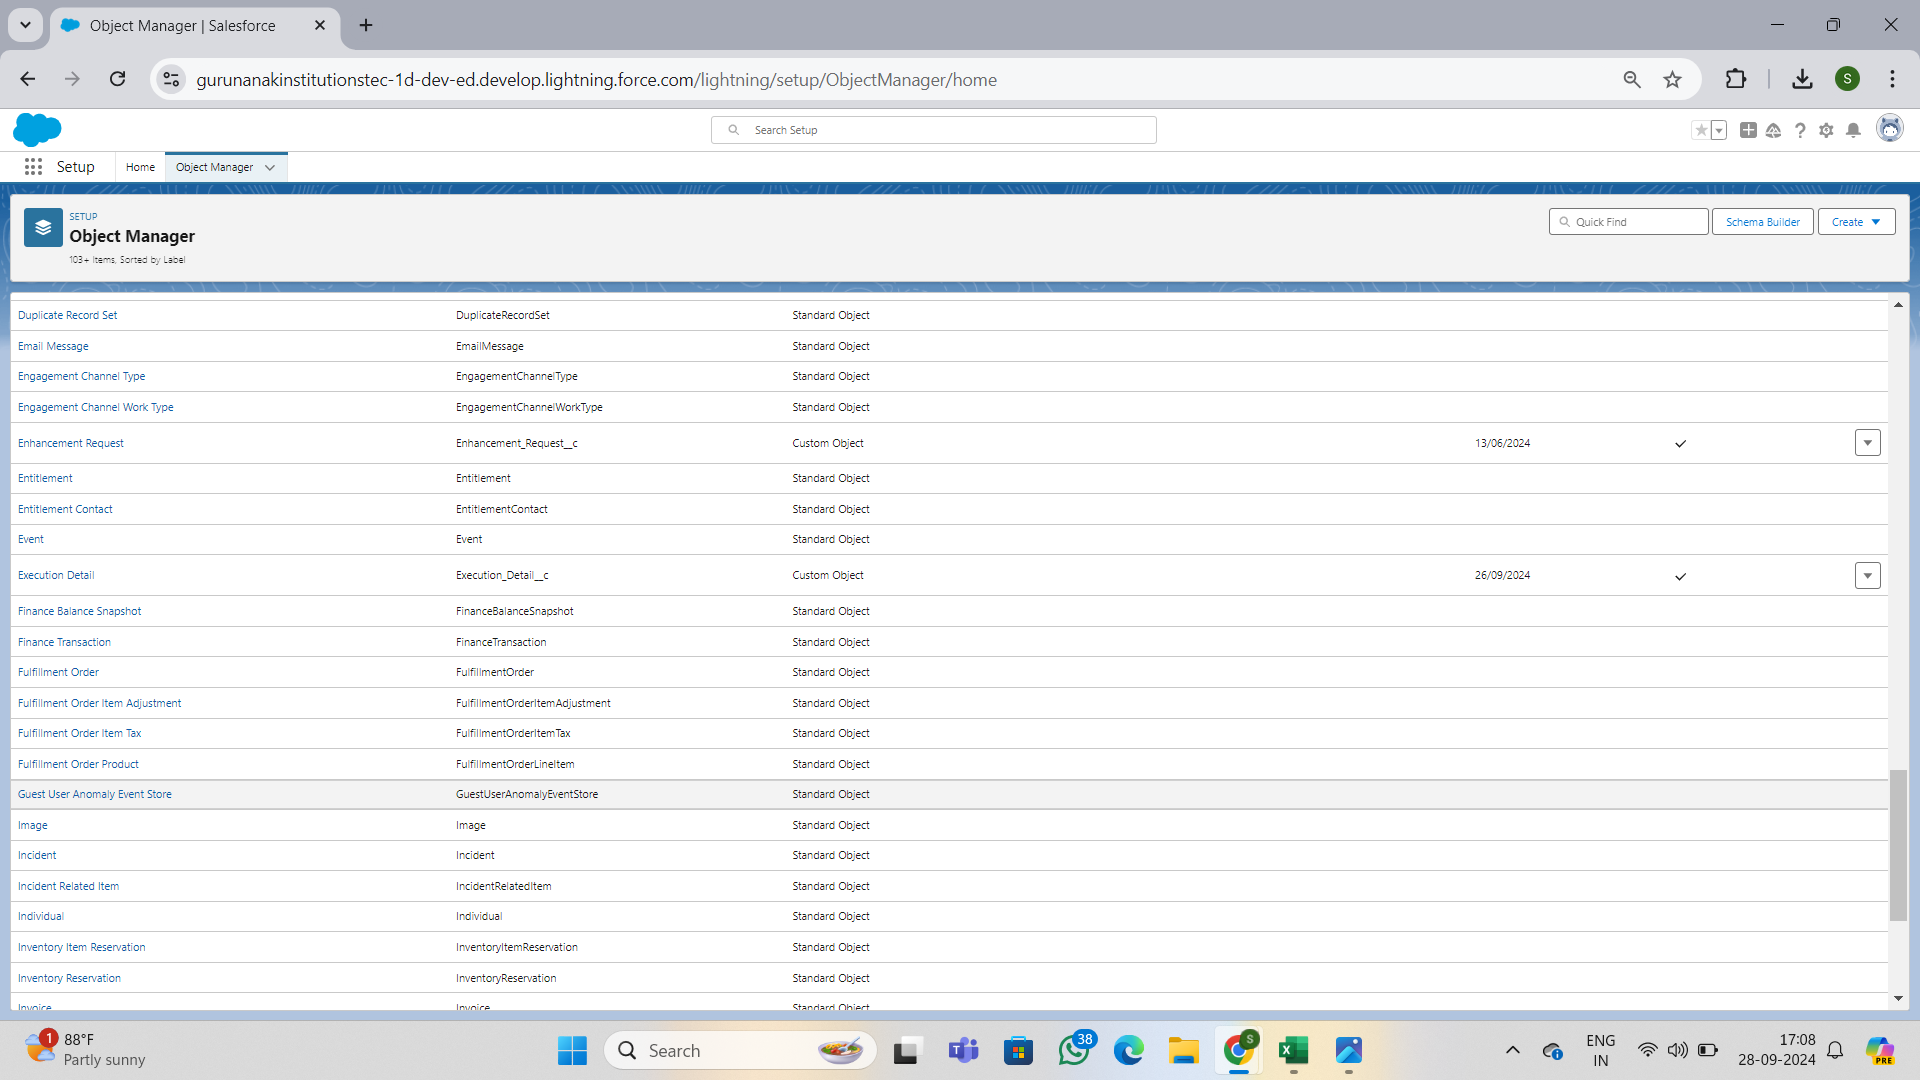 Object Manager | Salesforce
gurunanakinstitutionstec-1d-dev-ed.develop.lightning.force.com/lightning/setup/ObjectManager/home
S
Search Setup
Setup
Home
Object Manager
SETUP
Object Manager
103+ Items, Sorted by Label
Quick Find
Schema Builder
Create
Duplicate Record Set DuplicateRecordSet Standard Object
Email Message EmailMessage Standard Object
Engagement Channel Type EngagementChannelType Standard Object
Engagement Channel Work Type EngagementChannelWorkType Standard Object
Enhancement Request Enhancement_Request__c Custom Object 13/06/2024
Entitlement Entitlement Standard Object
Entitlement Contact EntitlementContact Standard Object
Event Event Standard Object
Execution Detail Execution_Detail__c Custom Object 26/09/2024
Finance Balance Snapshot FinanceBalanceSnapshot Standard Object
Finance Transaction FinanceTransaction Standard Object
Fulfillment Order FulfillmentOrder Standard Object
Fulfillment Order Item Adjustment FulfillmentOrderItemAdjustment Standard Object
Fulfillment Order Item Tax FulfillmentOrderItemTax Standard Object
Fulfillment Order Product FulfillmentOrderLineItem Standard Object
Guest User Anomaly Event Store GuestUserAnomalyEventStore Standard Object
Image Image Standard Object
Incident Incident Standard Object
Incident Related Item IncidentRelatedItem Standard Object
Individual Individual Standard Object
Inventory Item Reservation InventoryItemReservation Standard Object
Inventory Reservation InventoryReservation Standard Object
Invoice Invoice Standard Object
1
88°F
Partly sunny
Search
38
S
ENG
IN
17:08
28-09-2024
PRE